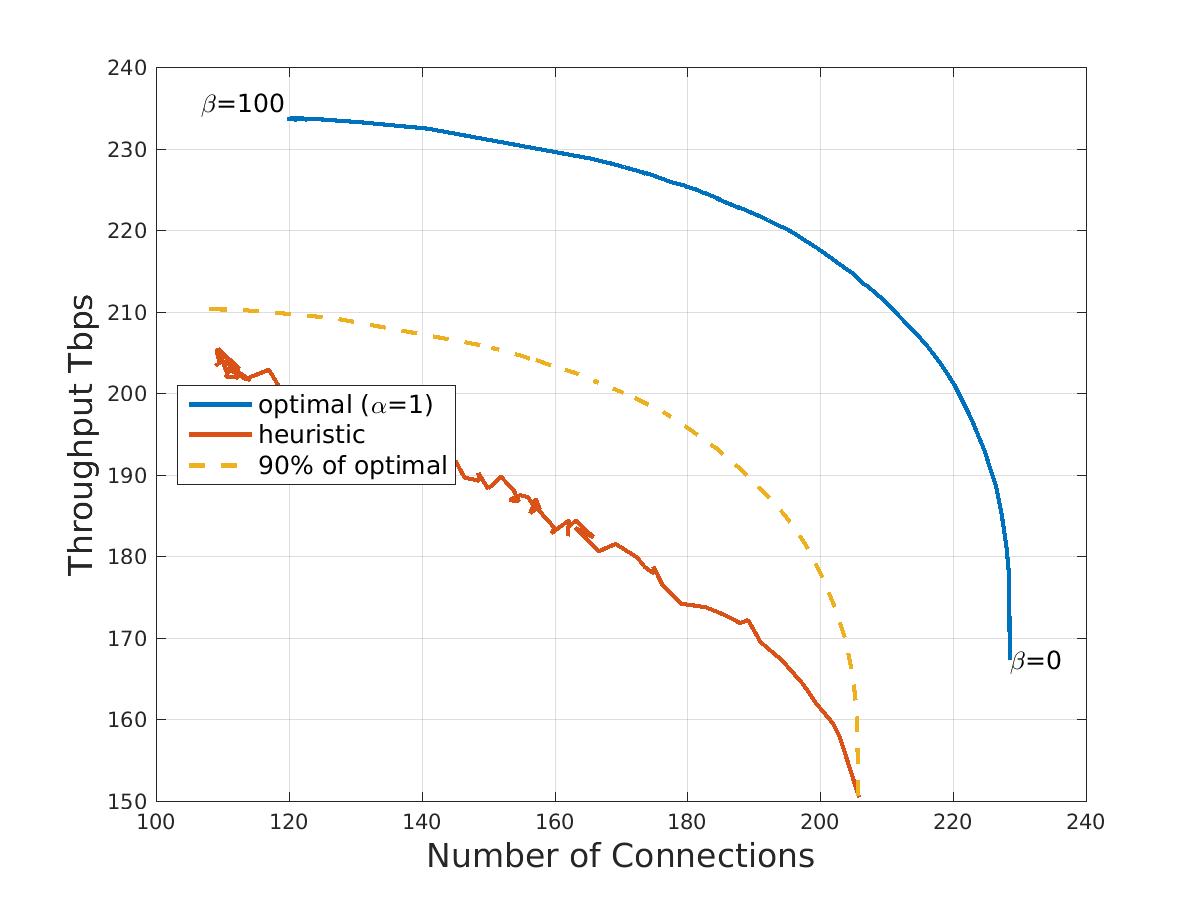 240
230
220
210
200
190
180
170
160
150
Throughput Tbps
β=100
optimal (α=1)
heuristic
90% of optimal
β=0
100 120 140 160 180 200 220 240
Number of Connections